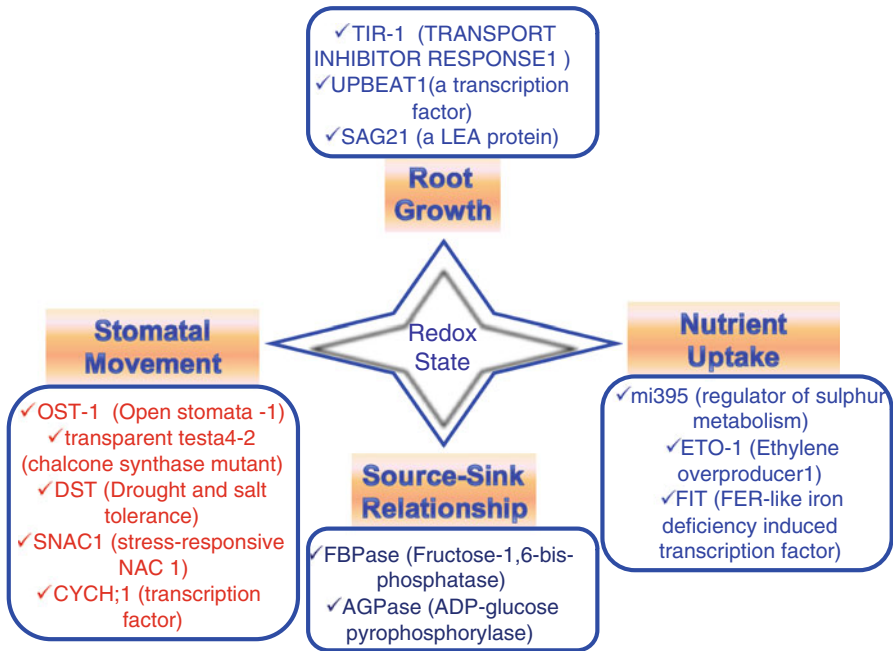 ✓TIR-1 (TRANSPORT
INHIBITOR RESPONSE1 )
✓UPBEAT1(a transcription
factor)
✓SAG21 (a LEA protein)
Root
Growth
Redox
State
Stomatal
Movement
✓OST-1 (Open stomata -1)
✓transparent testa4-2
(chalcone synthase mutant)
✓DST (Drought and salt
tolerance)
✓SNAC1 (stress-responsive
NAC 1)
✓CYCH;1 (transcription
factor)
Nutrient
Uptake
✓mi395 (regulator of sulphur
metabolism)
✓ETO-1 (Ethylene
overproducer1)
✓FIT (FER-like iron
deficiency induced
transcription factor)
Source-Sink
Relationship
✓FBPase (Fructose-1,6-bis-
phosphatase)
✓AGPase (ADP-glucose
pyrophosphorylase)